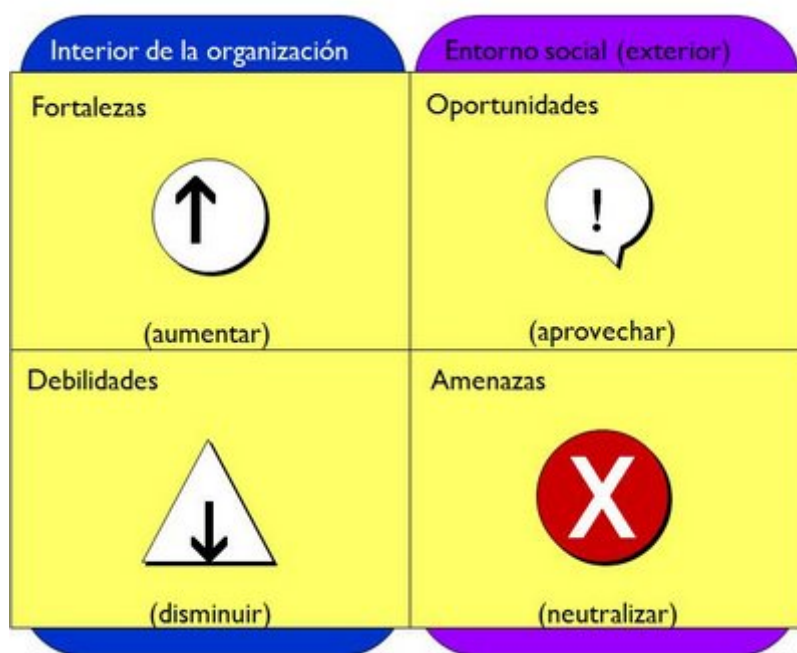 Interior de la organización
Entorno social (exterior)
Fortalezas
(aumentar)
Oportunidades
!
(aprovechar)
Debilidades
(disminuir)
Amenazas
X
(neutralizar)